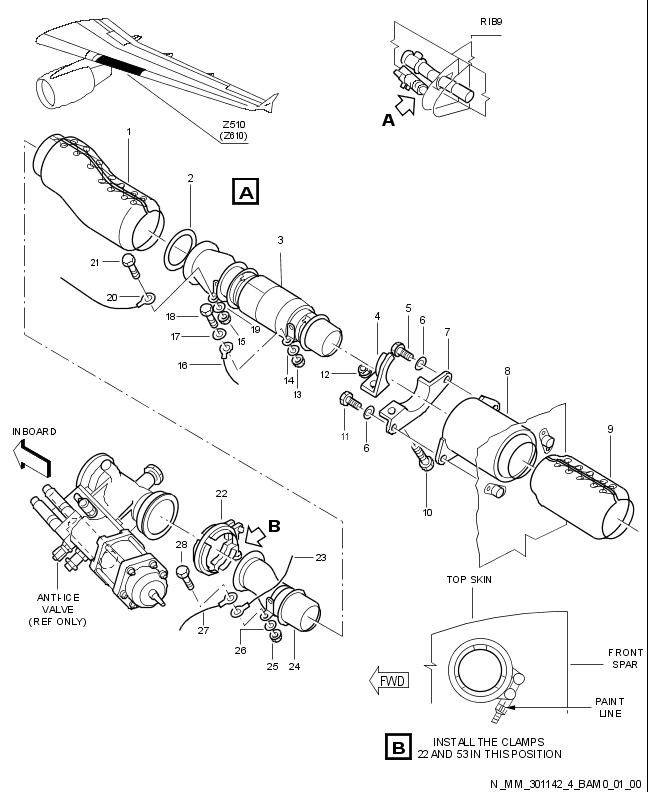 RIB9
A
Z510
(Z610)
1
2
A
3
21
20
18
17
16
19
15
14
13
4
5
6
7
12
8
11
6
9
10
INBOARD
22
B
23
28
ANTI-ICE
VALVE
(REF ONLY)
27
26
25
24
TOP SKIN
FRONT
SPAR
FWD
PAINT
LINE
B
INSTALL THE CLAMPS
22 AND 53 IN THIS POSITION
N_MM_301142_4_BAM0_01_00